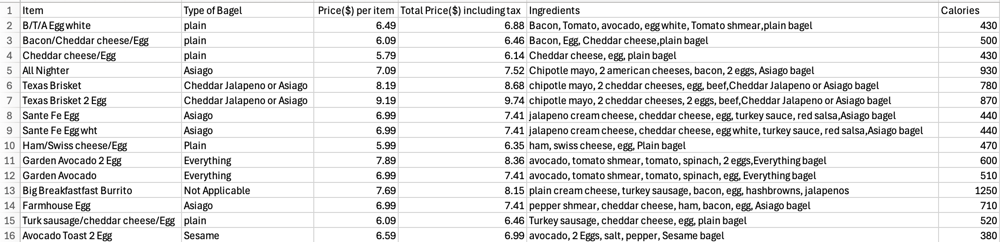 1 Item Type of Bagel Price($) per item Total Price($) including tax Ingredients Calories
2 B/T/A Egg white plain 6.49 6.88 Bacon, Tomato, avocado, egg white, Tomato shmear,plain bagel 430
3 Bacon/Cheddar cheese/Egg plain 6.09 6.46 Bacon, Egg, Cheddar cheese,plain bagel 500
4 Cheddar cheese/Egg plain 5.79 6.14 Cheddar cheese, egg, plain bagel 430
5 All Nighter Asiago 7.09 7.52 Chipotle mayo, 2 american cheeses, bacon, 2 eggs, Asiago bagel 930
6 Texas Brisket Cheddar Jalapeno or Asiago 8.19 8.68 chipotle mayo, 2 cheddar cheeses, egg, beef,Cheddar Jalapeno or Asiago bagel 780
7 Texas Brisket 2 Egg Cheddar Jalapeno or Asiago 9.19 9.74 chipotle mayo, 2 cheddar cheeses, 2 eggs, beef,Cheddar Jalapeno or Asiago bagel 870
8 Sante Fe Egg Asiago 6.99 7.41 jalapeno cream cheese, cheddar cheese, egg, turkey sauce, red salsa,Asiago bagel 440
9 Sante Fe Egg wht Asiago 6.99 7.41 jalapeno cream cheese, cheddar cheese, egg white, turkey sauce, red salsa,Asiago bagel 440
10 Ham/Swiss cheese/Egg Plain 5.99 6.35 ham, swiss cheese, egg, Plain bagel 470
11 Garden Avocado 2 Egg Everything 7.89 8.36 avocado, tomato shmear, tomato, spinach, 2 eggs,Everything bagel 600
12 Garden Avocado Everything 6.99 7.41 avocado, tomato shmear, tomato, spinach, egg, Everything bagel 510
13 Big Breakfastfast Burrito Not Applicable 7.69 8.15 plain cream cheese, turkey sausage, bacon, egg, hashbrowns, jalapenos 1250
14 Farmhouse Egg Asiago 6.99 7.41 pepper shmear, cheddar cheese, ham, bacon, egg, Asiago bagel 710
15 Turk sausage/cheddar cheese/Egg plain 6.09 6.46 Turkey sausage, cheddar cheese, egg, plain bagel 520
16 Avocado Toast 2 Egg Sesame 6.59 6.99 avocado, 2 Eggs, salt, pepper, Sesame bagel 380